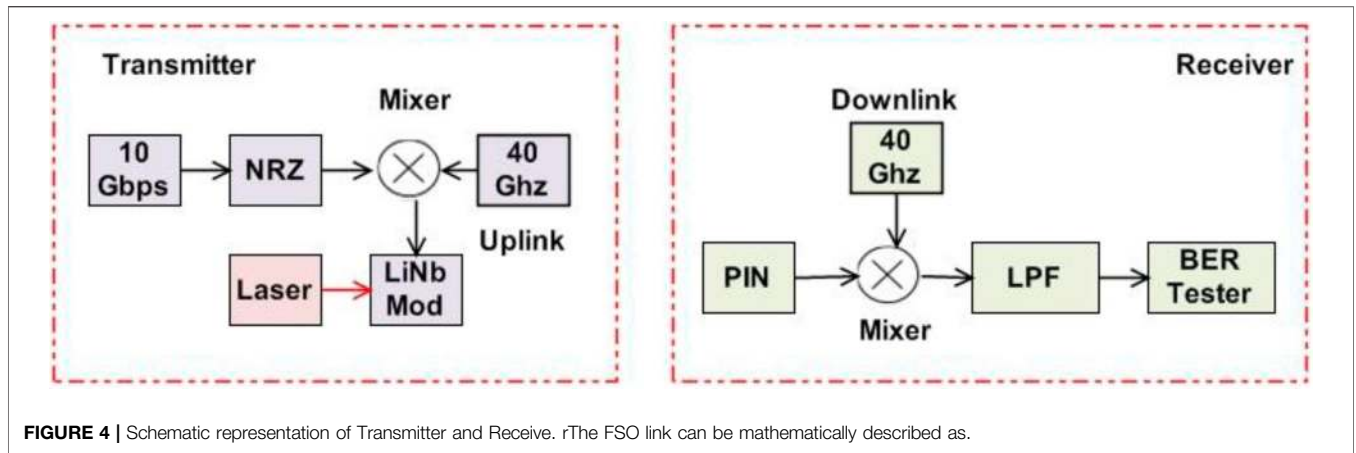 Transmitter
Mixer
10
Gbps
NRZ
40
Ghz
Uplink
Laser
LiNb
Mod
Receiver
Downlink
40
Ghz
PIN
Mixer
LPF
BER
Tester
FIGURE 4 | Schematic representation of Transmitter and Receive. rThe FSO link can be mathematically described as.